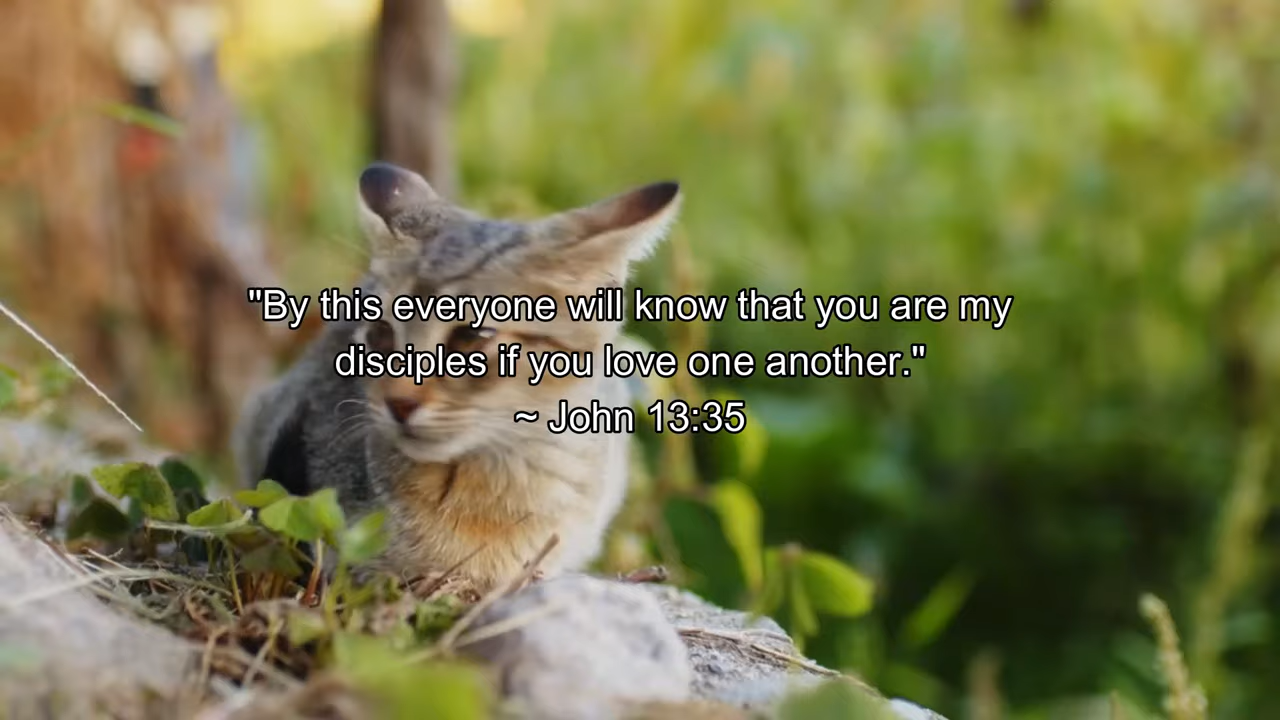 "By this everyone will know that you are my
disciples if you love one another."
~ John 13:35